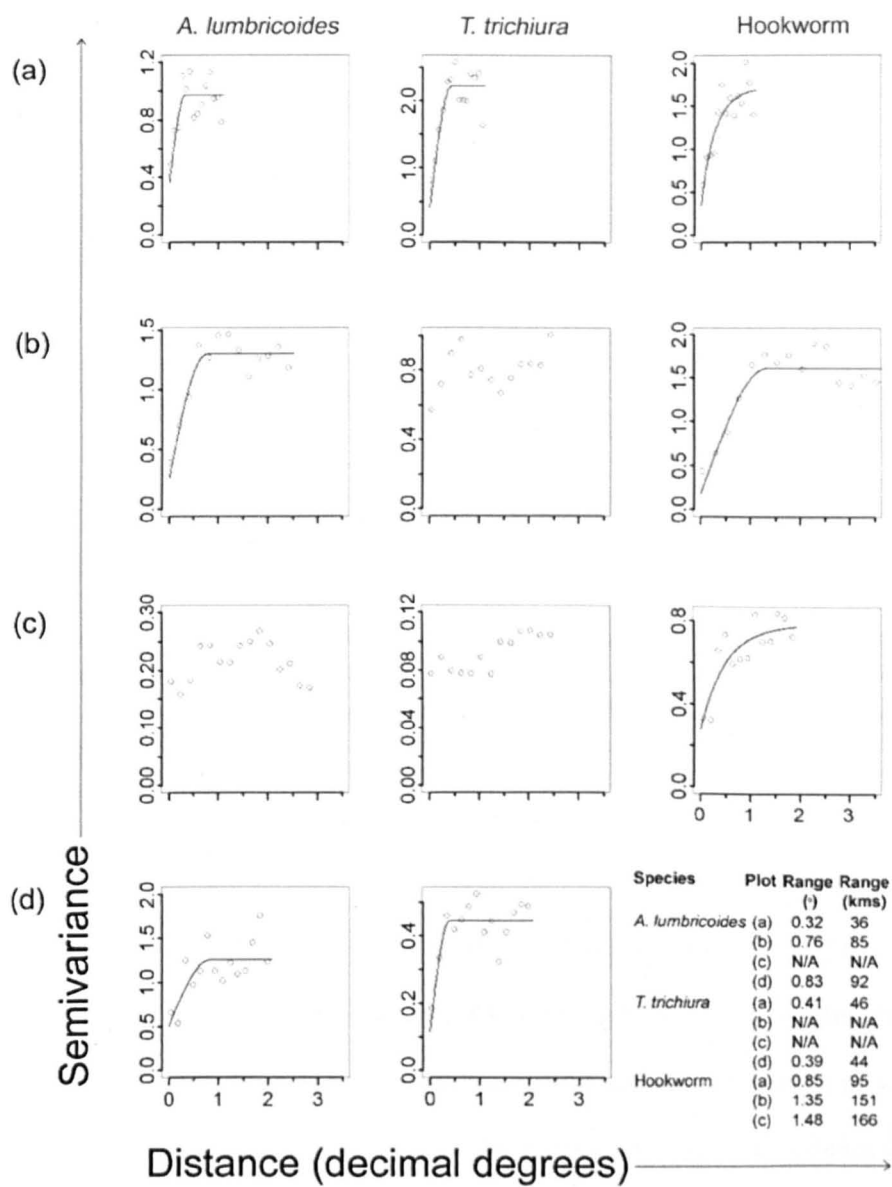 A. lumbricoides T. trichiura Hookworm
(a)
0.0 0.4 0.8 1.2
0.0 1.0 2.0
0.0 0.5 1.0 1.5 2.0
(b)
0.0 0.5 1.0 1.5
0.0 0.4 0.8
0.0 0.5 1.0 1.5 2.0
(c)
0.00 0.10 0.20 0.30
0.00 0.04 0.08 0.12
0.0 0.4 0.8
0 1 2 3
(d)
0.0 0.5 1.0 1.5 2.0
0 1 2 3
0.0 0.2 0.4
0 1 2 3
Species Plot Range Range
(°) (kms)
A. lumbricoides (a) 0.32 36
(b) 0.76 85
(c) N/A N/A
(d) 0.83 92
T. trichiura (a) 0.41 46
(b) N/A N/A
(c) N/A N/A
(d) 0.39 44
Hookworm (a) 0.85 95
(b) 1.35 151
(c) 1.48 166
Semivariance
Distance (decimal degrees)